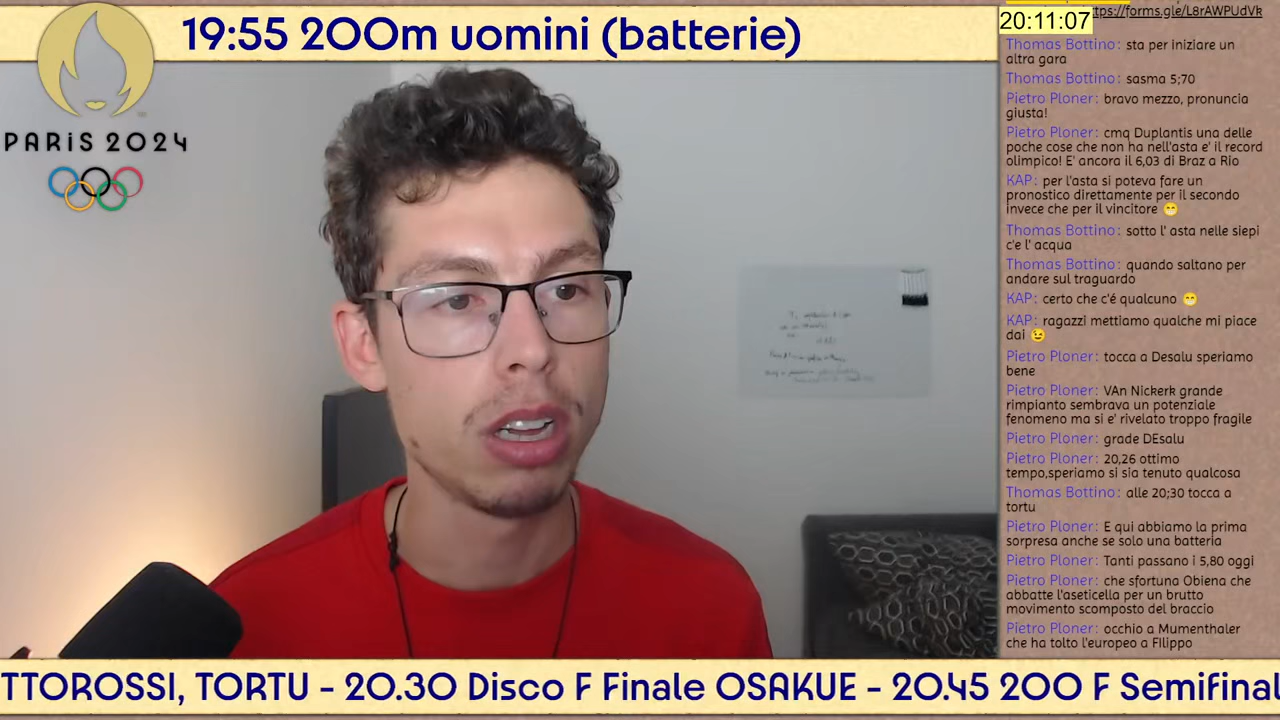 19:55 200m uomini (batterie)
PARIS 2024
ttps://forms.gle/L8rAWPUdVk
20:11:07
Thomas Bottino: sta per iniziare un
altra gara
Thomas Bottino: sasma 5;70
Pietro Ploner: bravo mezzo, pronuncia
giusta!
Pietro Ploner: cmq Duplantis una delle
poche cose che non ha nell'asta e' il record
olimpico! E' ancora il 6,03 di Braz a Rio
KAP: per l'asta si poteva fare un
pronostico direttamente per il secondo
invece che per il vincitore 😁
Thomas Bottino: sotto l' asta nelle siepi
c'e l' acqua
Thomas Bottino: quando saltano per
andare sul traguardo
KAP: certo che c'é qualcuno 😁
KAP: ragazzi mettiamo qualche mi piace
dai 😉
Pietro Ploner: tocca a Desalu speriamo
bene
Pietro Ploner: VAn Nickerk grande
rimpianto sembrava un potenziale
fenomeno ma si e' rivelato troppo fragile
Pietro Ploner: grade DEsalu
Pietro Ploner: 20,26 ottimo
tempo,speriamo si sia tenuto qualcosa
Thomas Bottino: alle 20;30 tocca a
tortu
Pietro Ploner: E qui abbiamo la prima
sorpresa anche se solo una batteria
Pietro Ploner: Tanti passano i 5,80 oggi
Pietro Ploner: che sfortuna Obiena che
abbatte l'aseticella per un brutto
movimento scomposto del braccio
Pietro Ploner: occhio a Mumenthaler
che ha tolto l'europeo a FIlippo
TTOROSSI, TORTU - 20.30 Disco F Finale OSAKUE - 20.45 200 F Semifinal